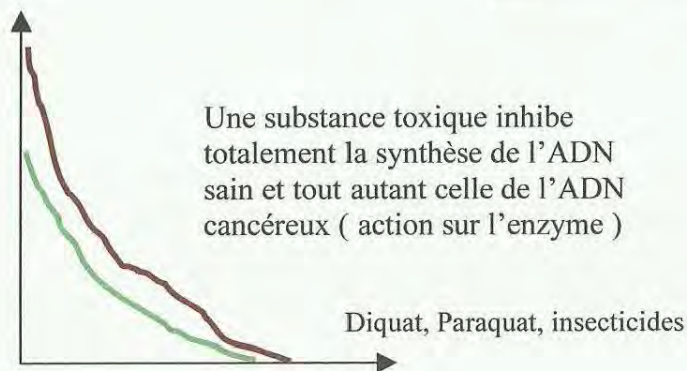 Une substance toxique inhibe
totalement la synthèse de l'ADN
sain et tout autant celle de l'ADN
cancéreux ( action sur l'enzyme )
Diquat, Paraquat, insecticides